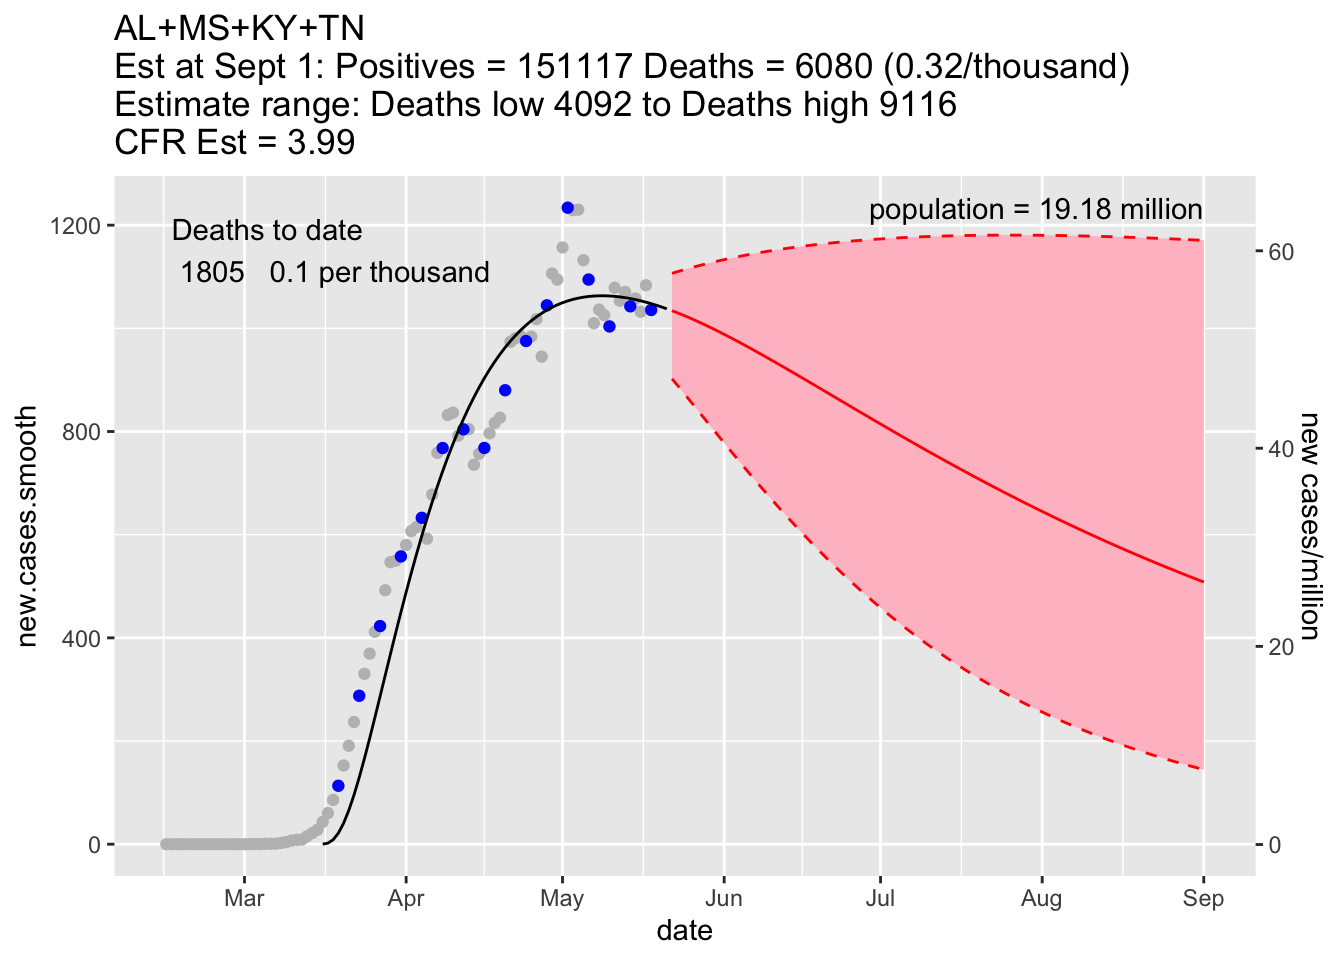 AL+MS+KY+TN
Est at Sept 1: Positives = 151117 Deaths = 6080 (0.32/thousand)
Estimate range: Deaths low 4092 to Deaths high 9116
CFR Est = 3.99
population = 19.18 million
Deaths to date
1805 0.1 per thousand
1200
800
400
0
new.cases.smooth
60
40
20
0
new cases/million
Mar Apr May Jun Jul Aug Sep
date